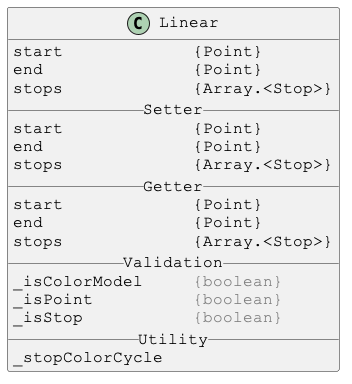 C Linear
start {Point}
end {Point}
stops {Array.<Stop>}
Setter
start {Point}
end {Point}
stops {Array.<Stop>}
Getter
start {Point}
end {Point}
stops {Array.<Stop>}
Validation
_isColorModel {boolean}
_isPoint {boolean}
_isStop {boolean}
Utility
_stopColorCycle